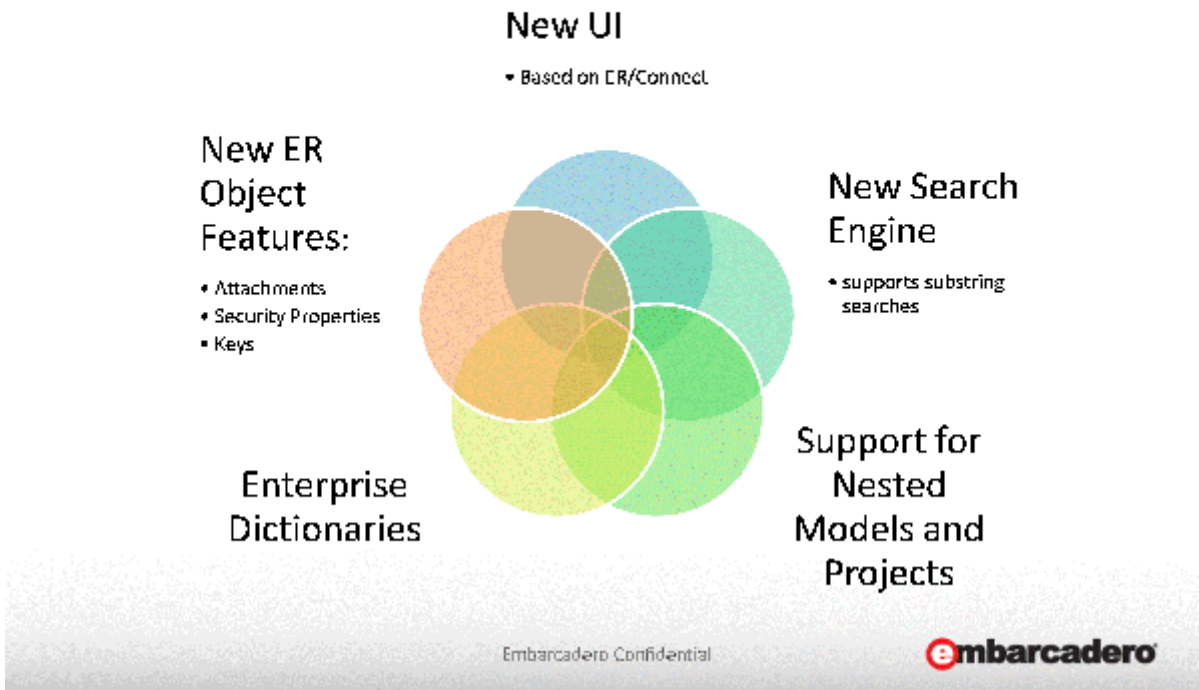 New UI
• Based on ER/Connect
New ER
Object
Features:
• Attachments
• Security Properties
• Keys
New Search
Engine
• supports substring
searches
Enterprise
Dictionaries
Support for
Nested
Models and
Projects
Embarcadero Confidential
embarcadero